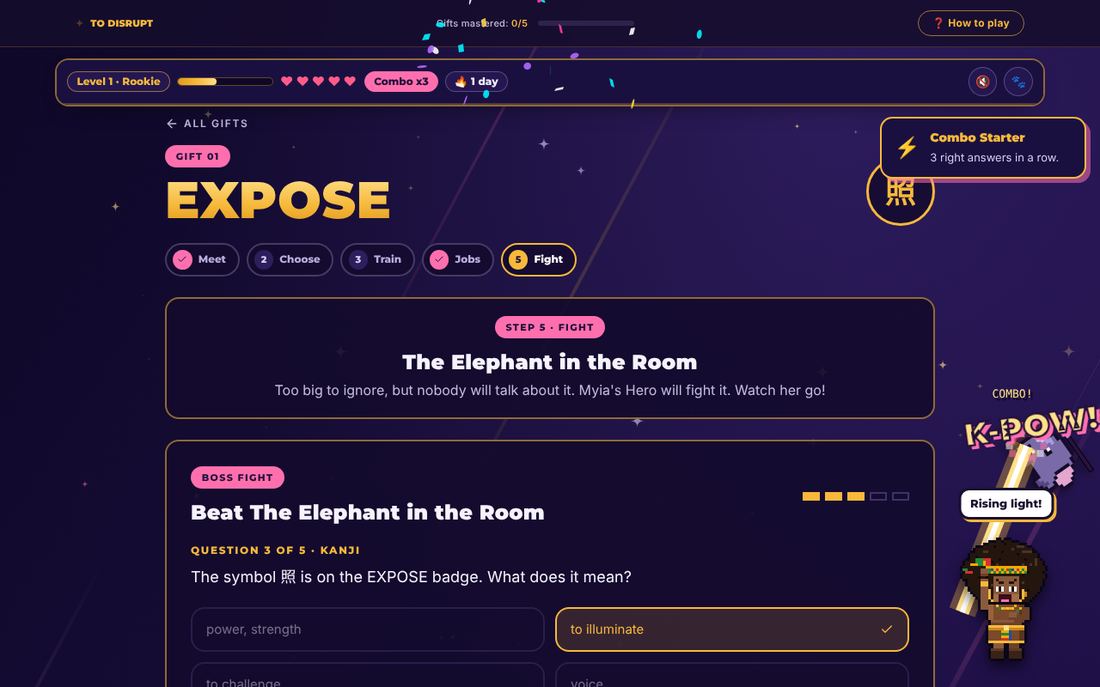 TO DISRUPT
Gifts mastered: 0/5
❓ How to play
Level 1 · Rookie
Combo x3
🔥 1 day
← ALL GIFTS
Combo Starter
3 right answers in a row.
GIFT 01
EXPOSE
照
Meet
2 Choose
3 Train
Jobs
5 Fight
STEP 5 · FIGHT
The Elephant in the Room
Too big to ignore, but nobody will talk about it. Myia's Hero will fight it. Watch her go!
COMBO!
K-POW!
BOSS FIGHT
Beat The Elephant in the Room
Rising light!
QUESTION 3 OF 5 · KANJI
The symbol 照 is on the EXPOSE badge. What does it mean?
power, strength
to illuminate
to challenge
voice